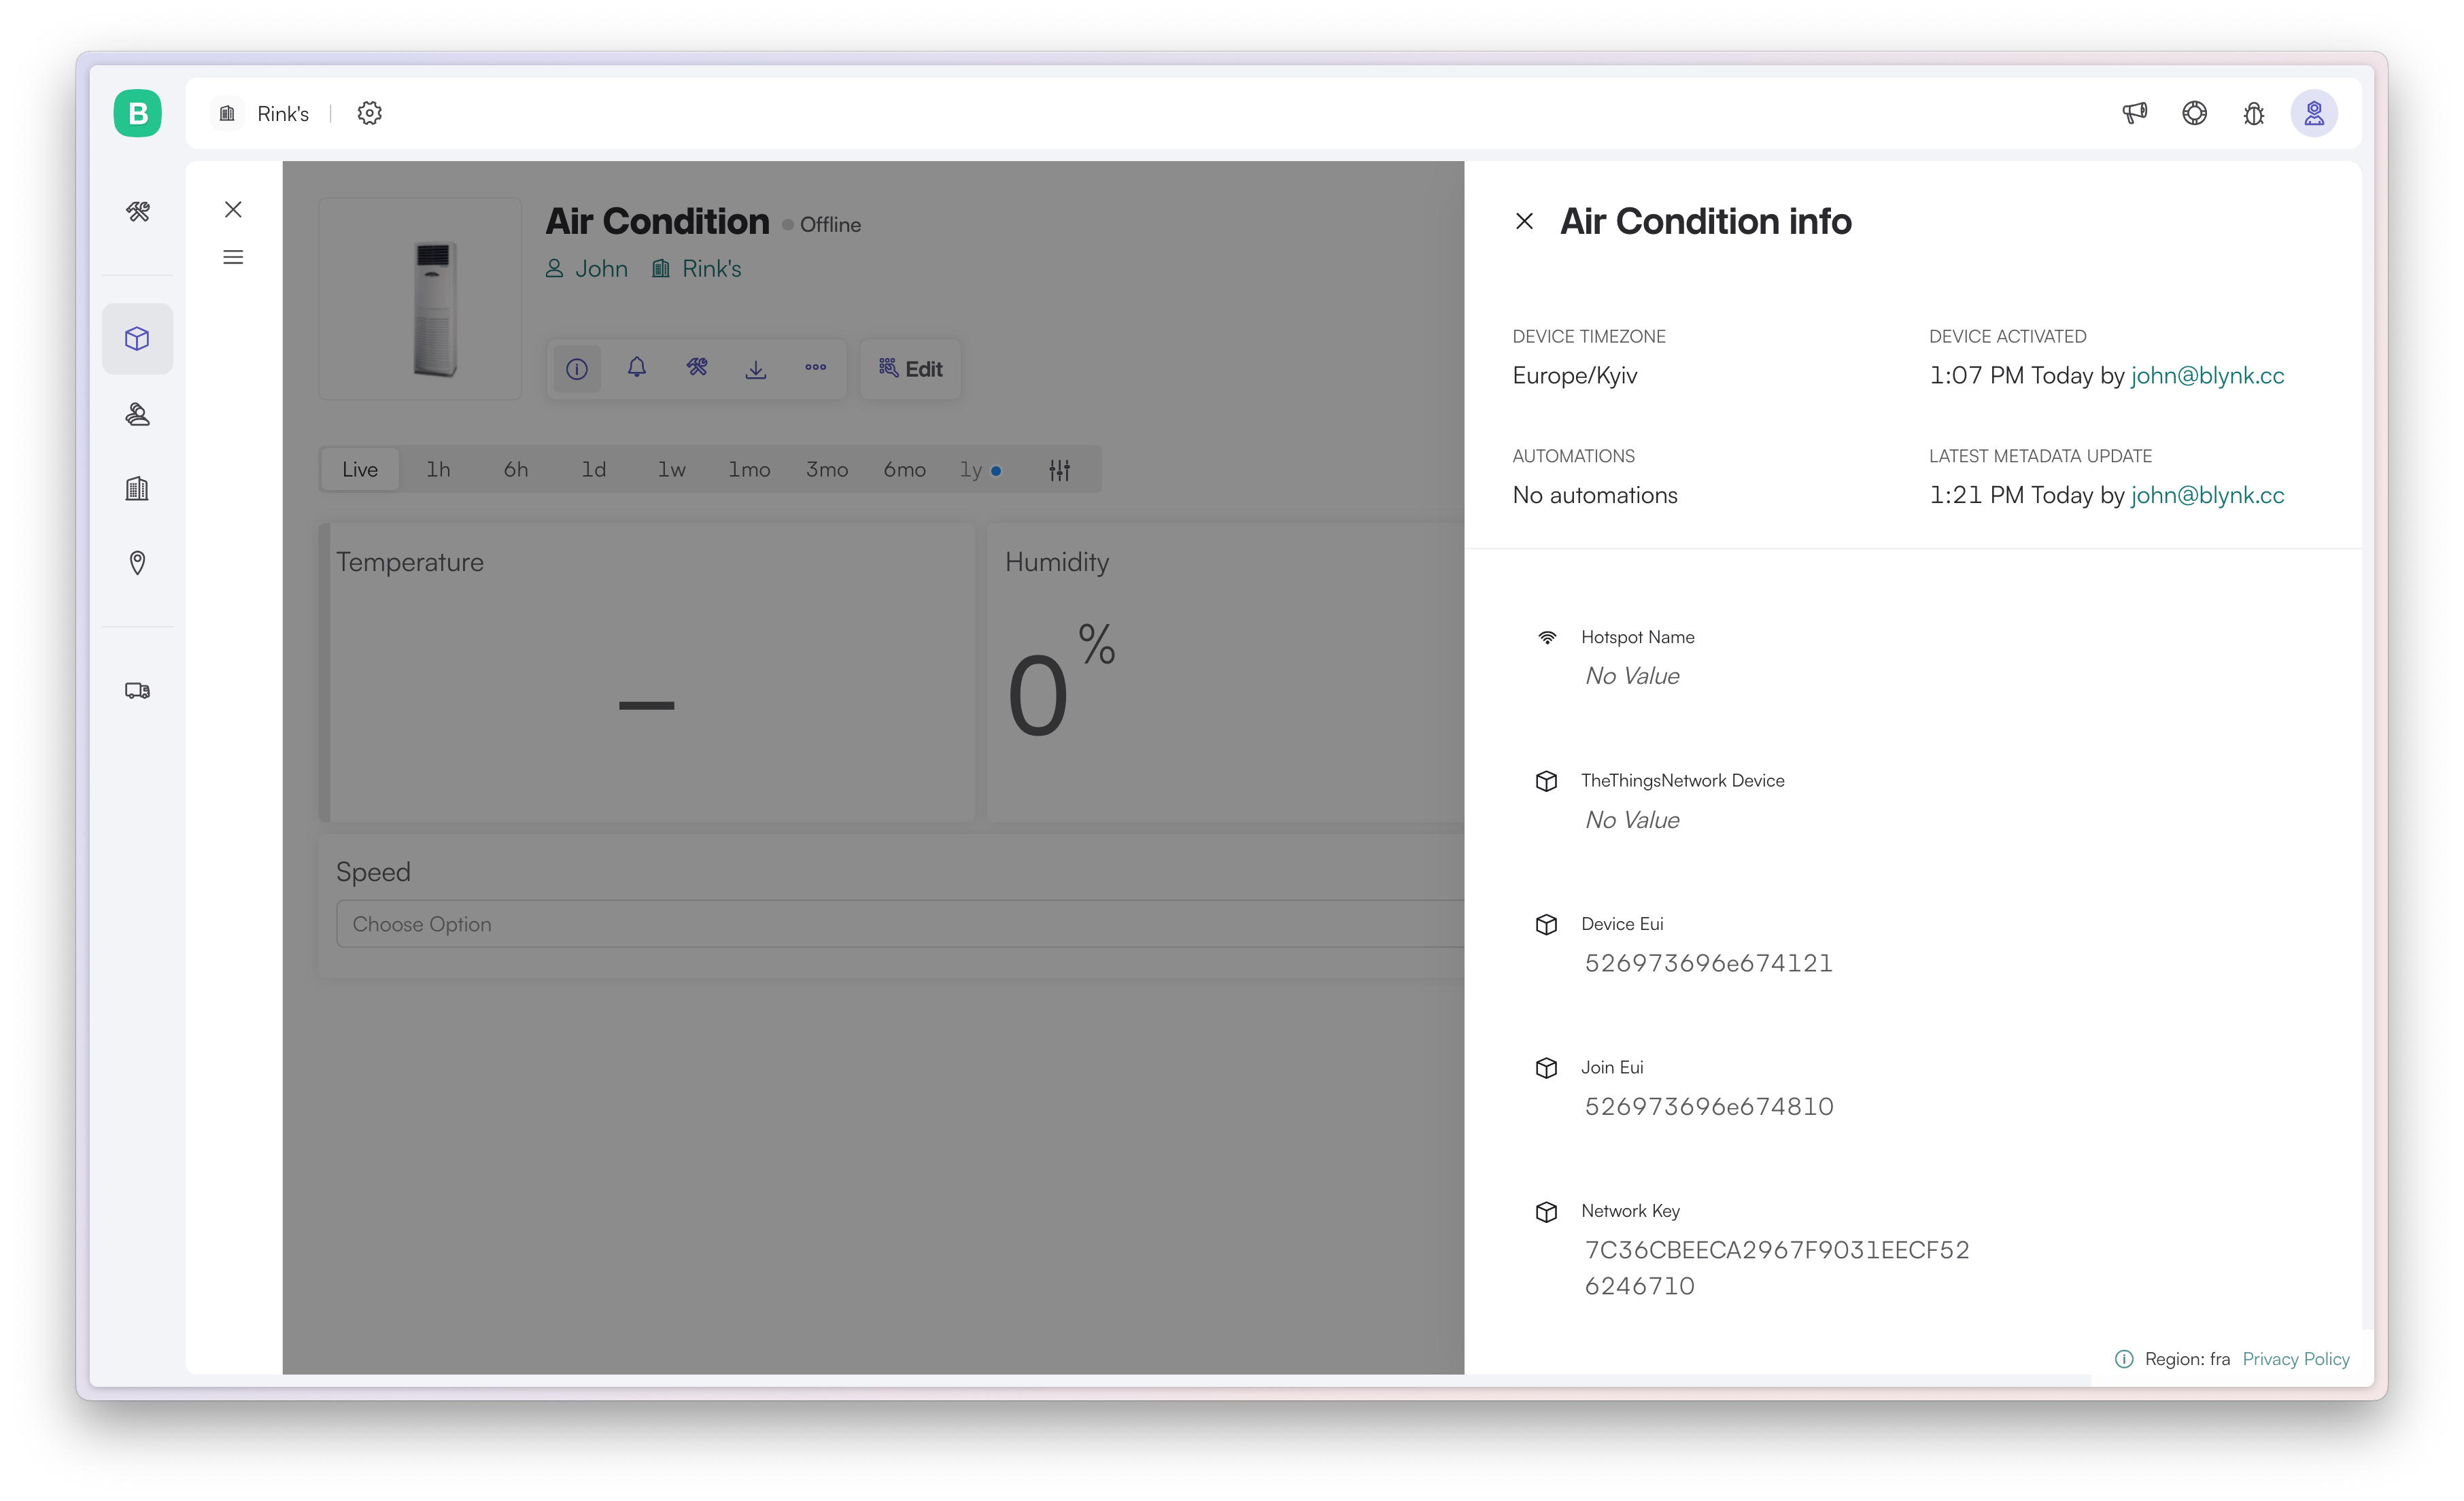 B
Rink's
Air Condition
Offline
John
Rink's
Edit
Live
1h
6h
1d
1w
1mo
3mo
6mo
1y
Temperature
–
Humidity
0%
Speed
Choose Option
Air Condition info
DEVICE TIMEZONE
Europe/Kyiv
DEVICE ACTIVATED
1:07 PM Today by john@blynk.cc
AUTOMATIONS
No automations
LATEST METADATA UPDATE
1:21 PM Today by john@blynk.cc
Hotspot Name
No Value
TheThingsNetwork Device
No Value
Device Eui
526973696e674121
Join Eui
526973696e674810
Network Key
7C36CBEECA2967F9031EECF52
6246710
Region: fra Privacy Policy